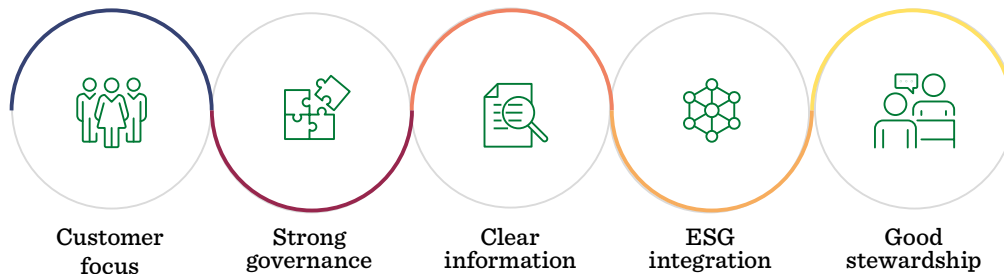 Customer
focus
Strong
governance
Clear
information
ESG
integration
Good
stewardship